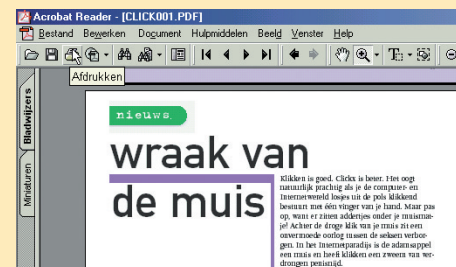 Acrobat Reader - [CLICK001.PDF]
Bestand Bewerken Document Hulpmiddelen Beeld Venster Help
Afdrukken
Bladwijzers
Miniaturen
nieuws.
wraak van
de muis
Klikken is goed. Clickx is beter. Het oogt
natuurlijk prachtig als je de computer- en
Internetwereld losjes uit de pols klikkend
bestuurt met één vinger van je hand. Maar pas
op, want er zitten addertjes onder je muismat-
je! Achter de droge klik van je muis zit een
onvermoede oorlog tussen de seksen verbor-
gen. In het Internetparadijs is de adamsappel
een muis en heeft klikken een zweem van ver-
drongen penisnijd.